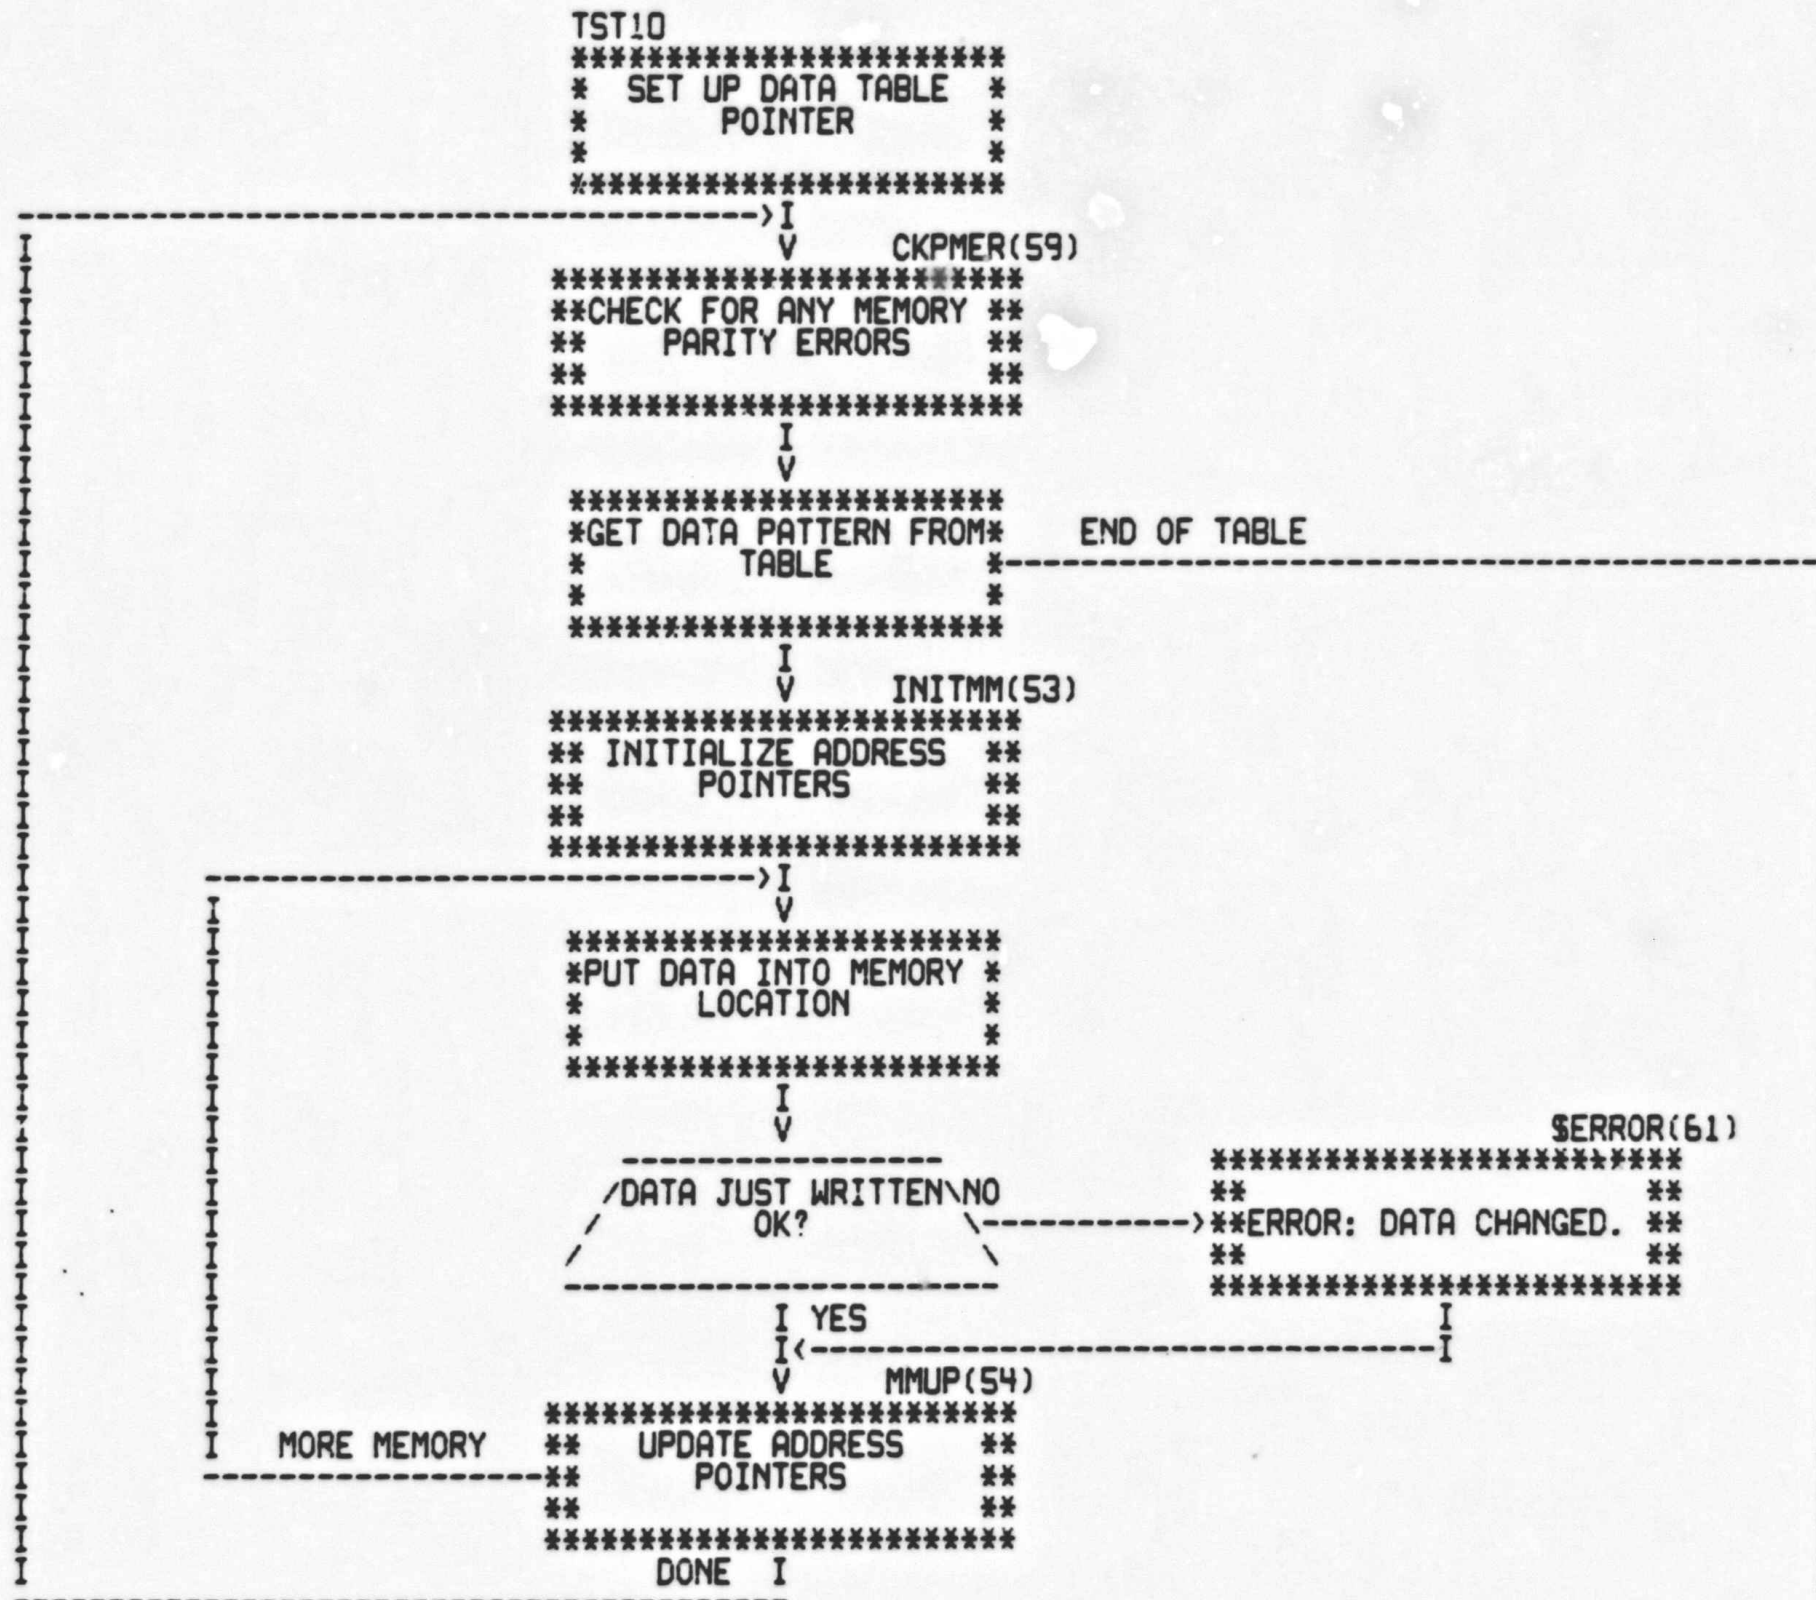 TST10
SET UP DATA TABLE
POINTER
CKPMER(59)
CHECK FOR ANY MEMORY
PARITY ERRORS
GET DATA PATTERN FROM
TABLE
END OF TABLE
INITMM(53)
INITIALIZE ADDRESS
POINTERS
PUT DATA INTO MEMORY
LOCATION
$ERROR(61)
DATA JUST WRITTEN NO
OK?
ERROR: DATA CHANGED.
YES
MMUP(54)
MORE MEMORY
UPDATE ADDRESS
POINTERS
DONE